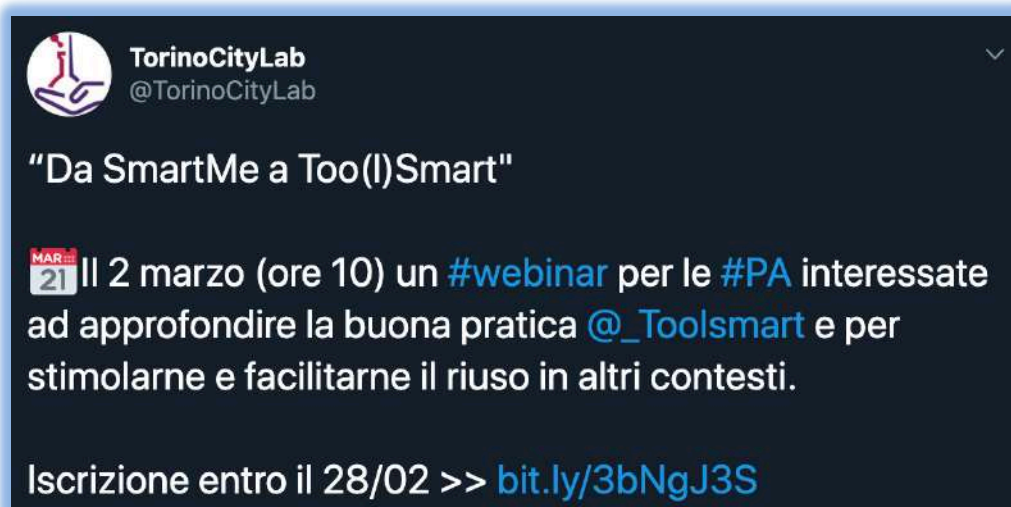 TorinoCityLab
@TorinoCityLab
“Da SmartMe a Too(l)Smart"
MAR 21 Il 2 marzo (ore 10) un #webinar per le #PA interessate
ad approfondire la buona pratica @_Toolsmart e per
stimolarne e facilitarne il riuso in altri contesti.
Iscrizione entro il 28/02 >> bit.ly/3bNgJ3S